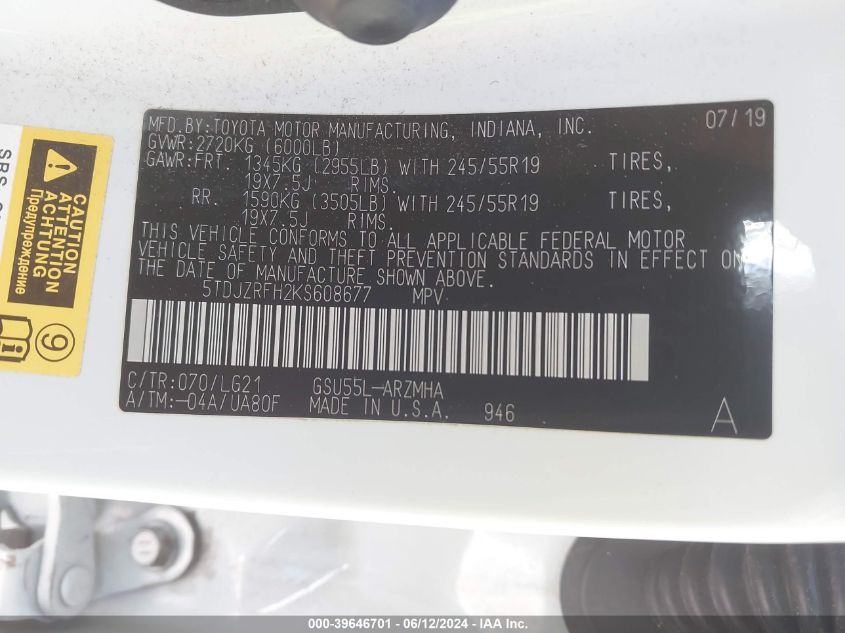 MFD.BY:TOYOTA MOTOR MANUFACTURING, INDIANA, INC. 07/19
GVWR:2720KG (6000LB)
GAWR:FRT. 1345KG (2955LB) WITH 245/55R19 TIRES,
19X7.5J RIMS.
RR. 1590KG (3505LB) WITH 245/55R19 TIRES,
19X7.5J RIMS.
THIS VEHICLE CONFORMS TO ALL APPLICABLE FEDERAL MOTOR
VEHICLE SAFETY AND THEFT PREVENTION STANDARDS IN EFFECT ON
THE DATE OF MANUFACTURE SHOWN ABOVE.
5TDJZRFH2KS608677 MPV
C/TR:070/LG21 GSU55L-ARZMHA
A/TM:-04A/UA80F MADE IN U.S.A. 946 A
SRS
CAUTION
ATTENTION
ACHTUNG
Предупреждение
9
000-39646701 - 06/12/2024 - IAA Inc.